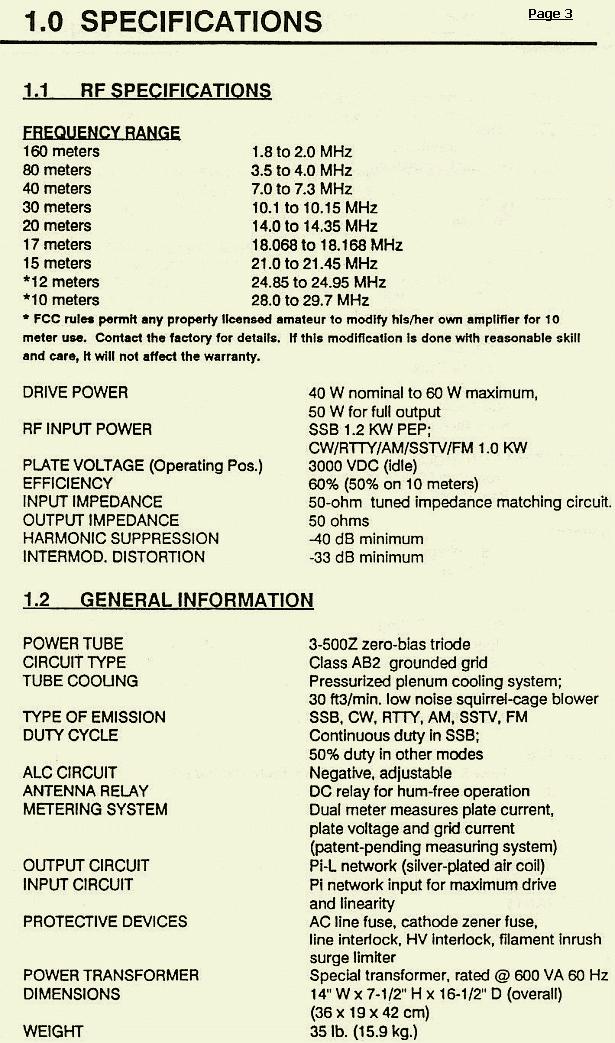 1.0 SPECIFICATIONS Page 3
1.1 RF SPECIFICATIONS
FREQUENCY RANGE
160 meters 1.8 to 2.0 MHz
80 meters 3.5 to 4.0 MHz
40 meters 7.0 to 7.3 MHz
30 meters 10.1 to 10.15 MHz
20 meters 14.0 to 14.35 MHz
17 meters 18.068 to 18.168 MHz
15 meters 21.0 to 21.45 MHz
*12 meters 24.85 to 24.95 MHz
*10 meters 28.0 to 29.7 MHz
* FCC rules permit any properly licensed amateur to modify his/her own amplifier for 10
meter use. Contact the factory for details. If this modification is done with reasonable skill
and care, it will not affect the warranty.
DRIVE POWER 40 W nominal to 60 W maximum,
50 W for full output
RF INPUT POWER SSB 1.2 KW PEP;
CW/RTTY/AM/SSTV/FM 1.0 KW
PLATE VOLTAGE (Operating Pos.) 3000 VDC (idle)
EFFICIENCY 60% (50% on 10 meters)
INPUT IMPEDANCE 50-ohm tuned impedance matching circuit.
OUTPUT IMPEDANCE 50 ohms
HARMONIC SUPPRESSION -40 dB minimum
INTERMOD. DISTORTION -33 dB minimum
1.2 GENERAL INFORMATION
POWER TUBE 3-500Z zero-bias triode
CIRCUIT TYPE Class AB2 grounded grid
TUBE COOLING Pressurized plenum cooling system;
30 ft3/min. low noise squirrel-cage blower
TYPE OF EMISSION SSB, CW, RTTY, AM, SSTV, FM
DUTY CYCLE Continuous duty in SSB;
50% duty in other modes
ALC CIRCUIT Negative, adjustable
ANTENNA RELAY DC relay for hum-free operation
METERING SYSTEM Dual meter measures plate current,
plate voltage and grid current
(patent-pending measuring system)
OUTPUT CIRCUIT Pi-L network (silver-plated air coil)
INPUT CIRCUIT Pi network input for maximum drive
and linearity
PROTECTIVE DEVICES AC line fuse, cathode zener fuse,
line interlock, HV interlock, filament inrush
surge limiter
POWER TRANSFORMER Special transformer, rated @ 600 VA 60 Hz
DIMENSIONS 14" W x 7-1/2" H x 16-1/2" D (overall)
(36 x 19 x 42 cm)
WEIGHT 35 lb. (15.9 kg.)